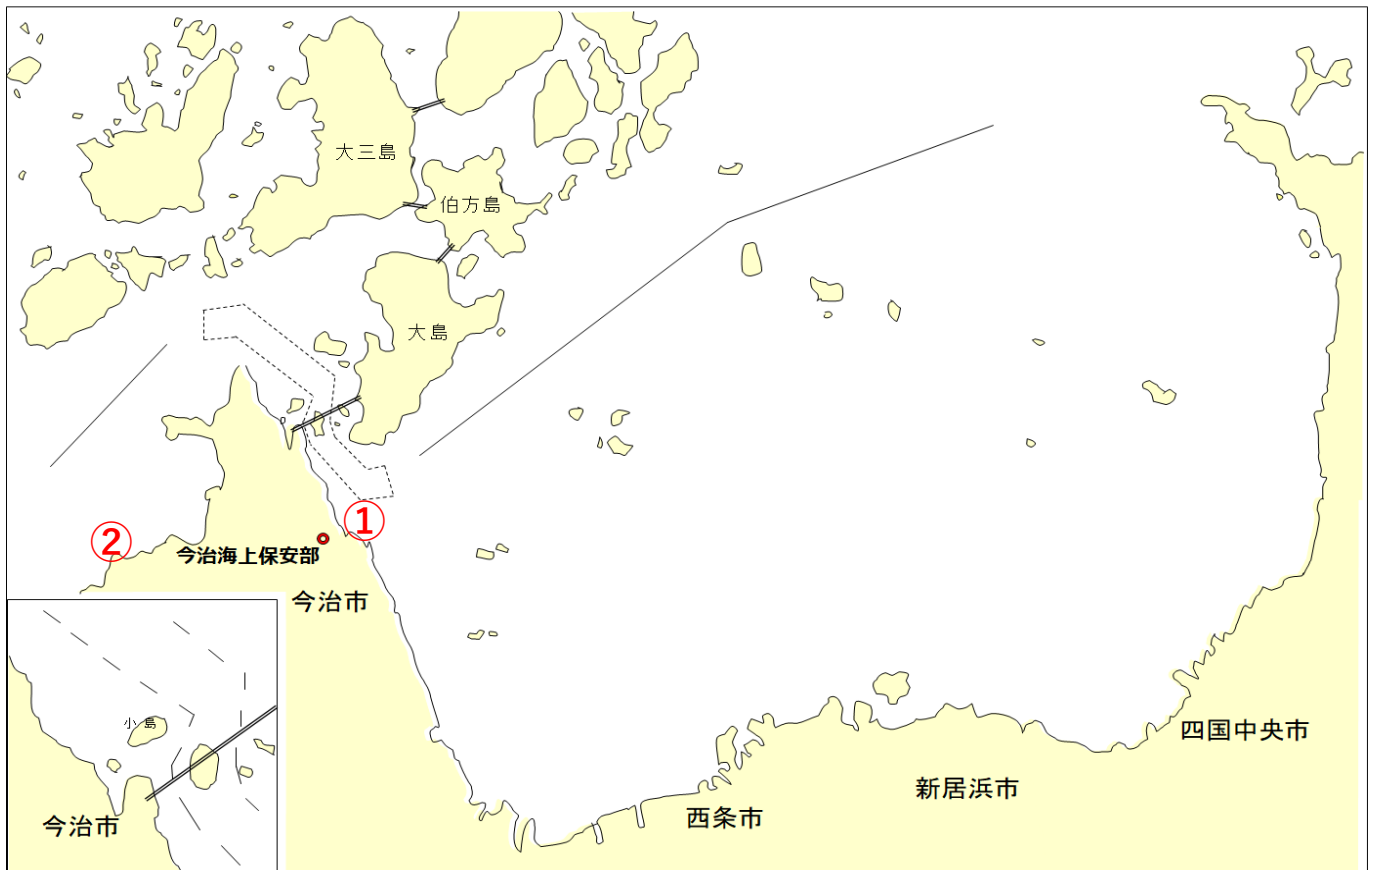 大三島
伯方島
大島
①
②
今治海上保安部
今治市
小島
今治市
四国中央市
新居浜市
西条市